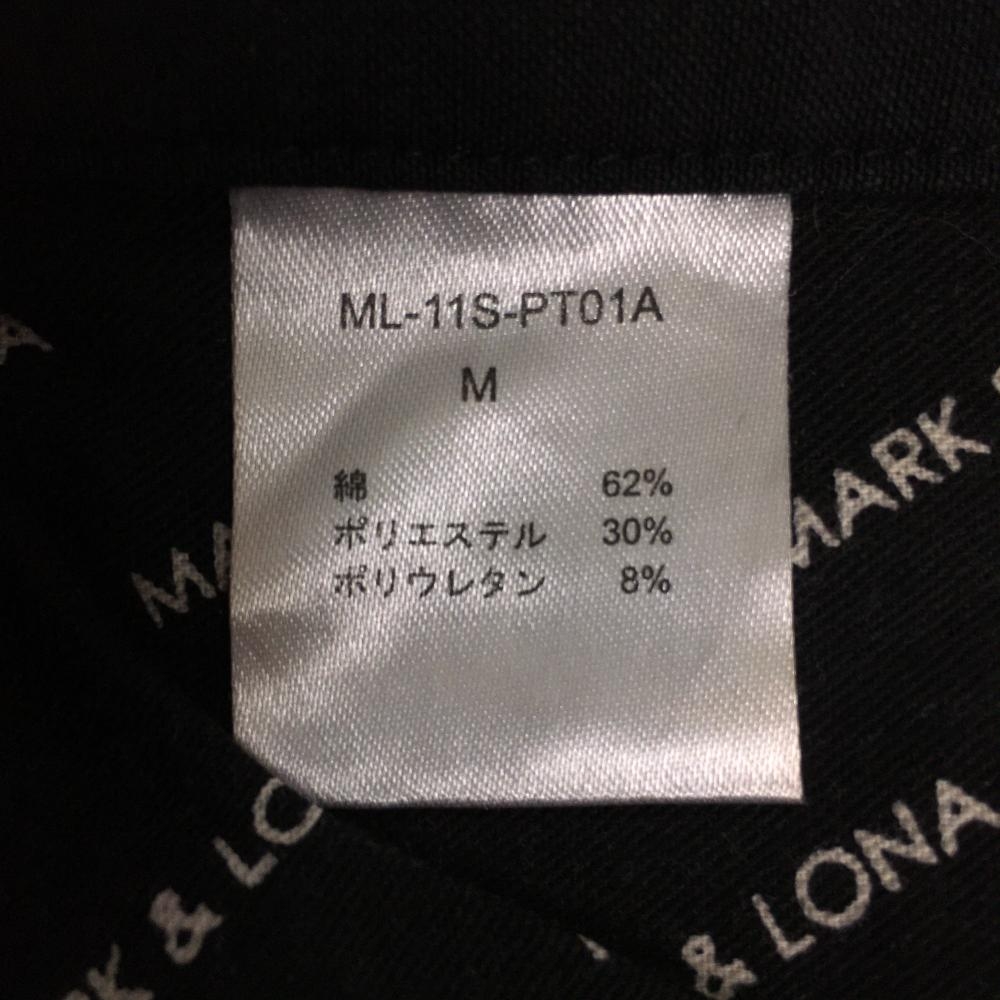 ML-11S-PT01A
M
綿 62%
ポリエステル 30%
ポリウレタン 8%
MARK
& LONA
& LO